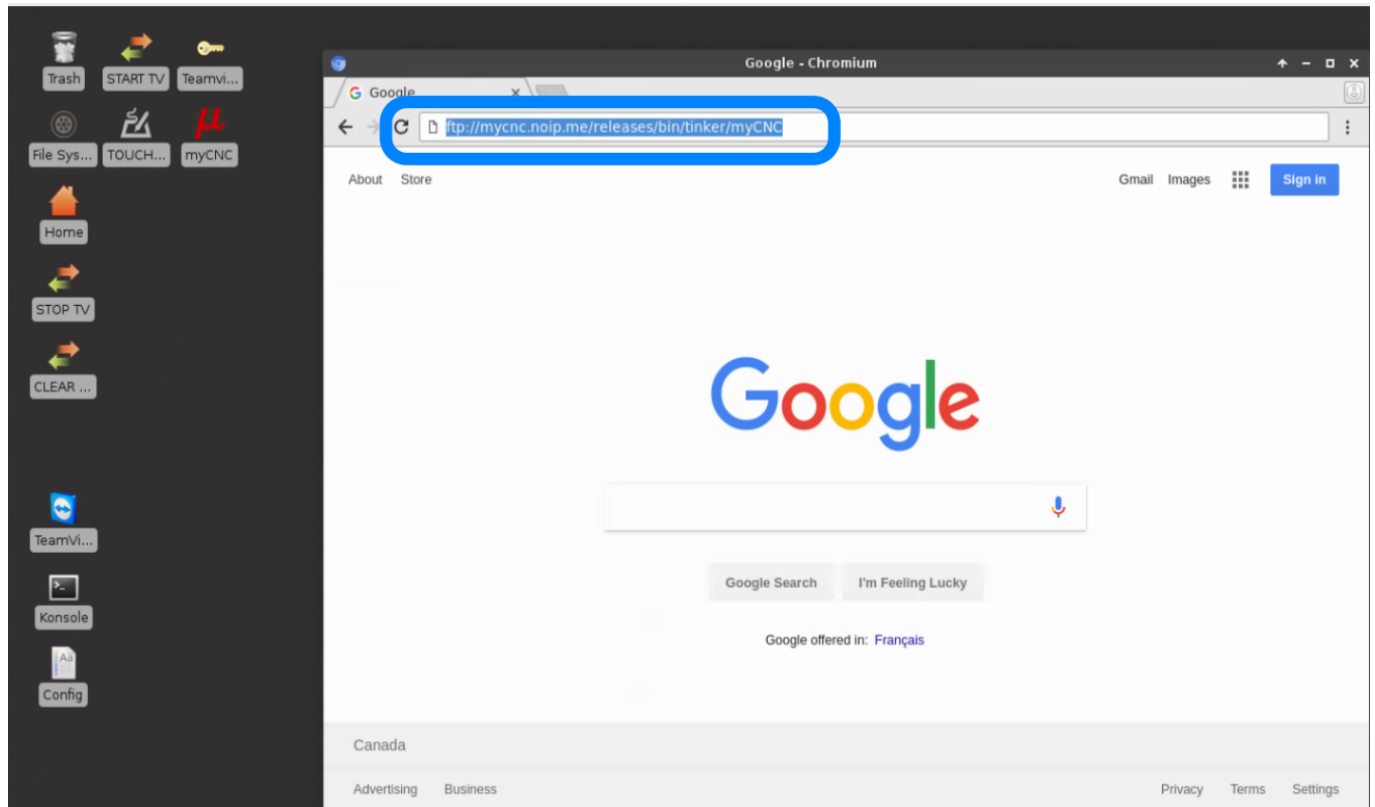 Trash
START TV
Teamvi...
File Sys...
TOUCH...
myCNC
Home
STOP TV
CLEAR ...
TeamVi...
Konsole
Config
Google - Chromium
Google
ftp://mycnc.noip.me/releases/bin/tinker/myCNC
About Store
Gmail Images Sign in
Google
Google Search I'm Feeling Lucky
Google offered in: Français
Canada
Advertising Business Privacy Terms Settings